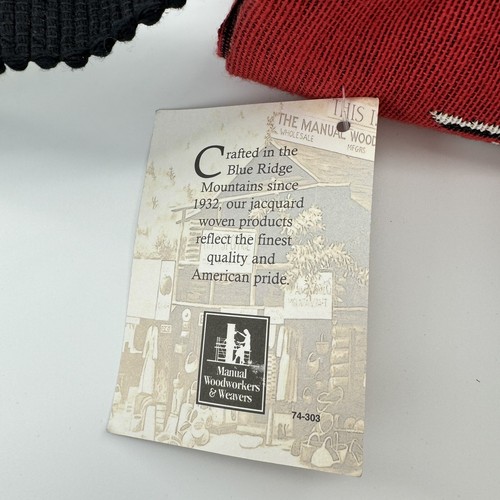 THIS I
THE MANUAL WOOD
WHOLESALE MFGRS
Crafted in the
Blue Ridge
Mountains since
1932, our jacquard
woven products
reflect the finest
quality and
American pride.
Manual
Woodworkers
& Weavers
74-303